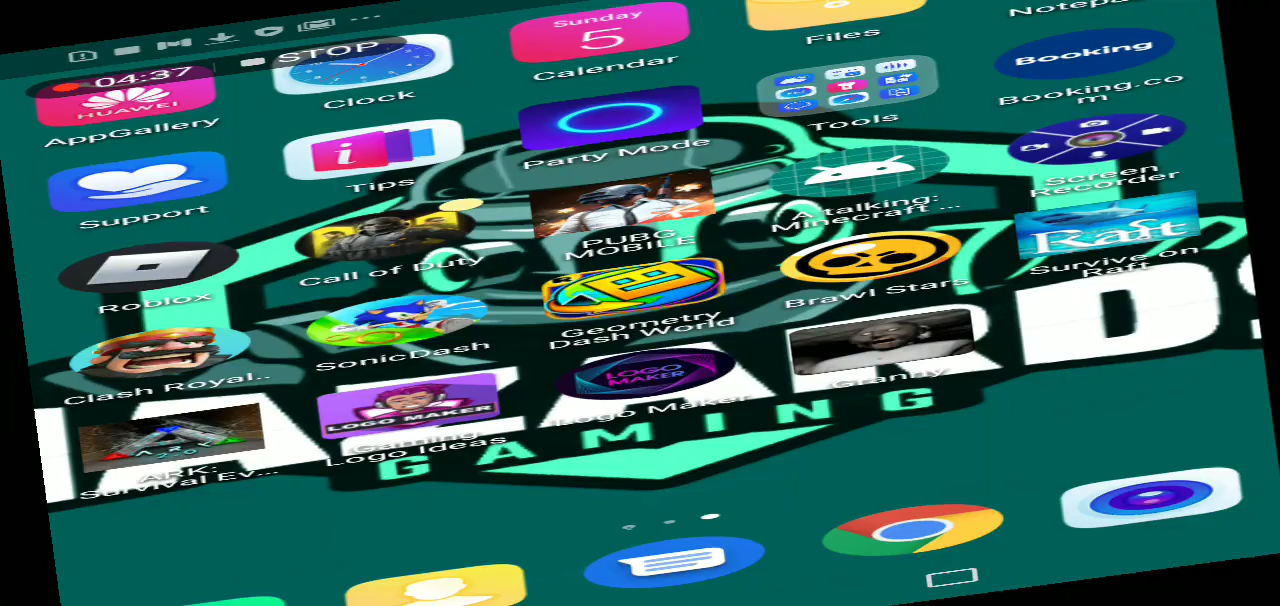 04:37
STOP
HUAWEI
AppGallery
Clock
Sunday
5
Calendar
Files
Booking
Booking.co
m
Support
Tips
Party Mode
Tools
Screen
Recorder
Roblox
Call of Duty
PUBG
MOBILE
A talking:
Minecraft ...
Raft
Survive on
Raft
Clash Royal..
SonicDash
Geometry
Dash World
Brawl Stars
ARK:
Survival Ev...
LOGO MAKER
Gaming
Logo Ideas
LOGO
MAKER
Logo Maker
Granny
GAMING